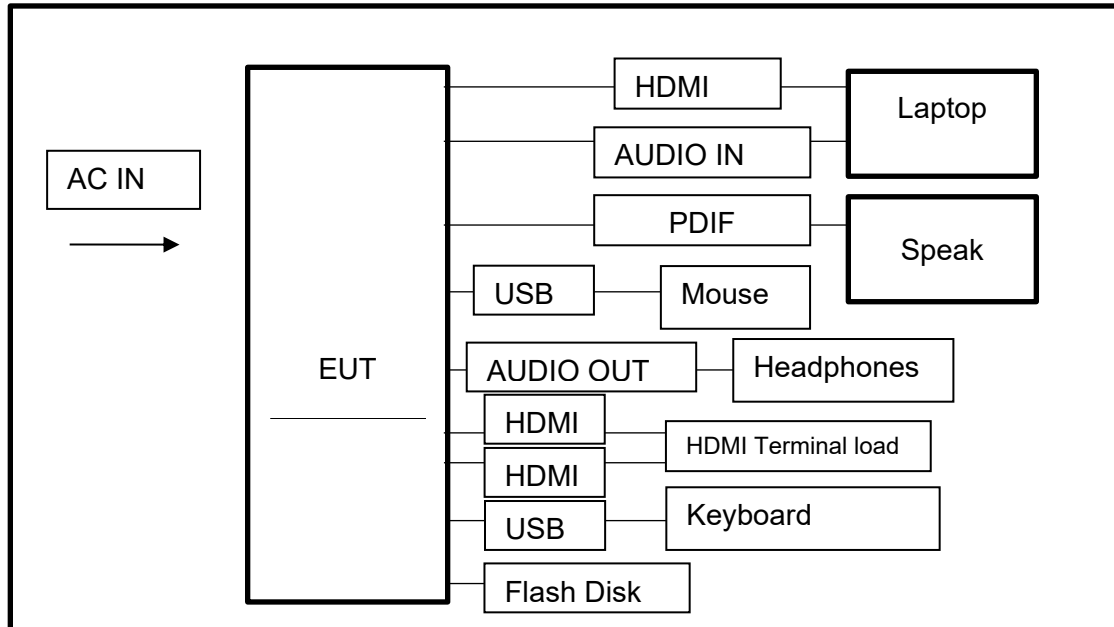 HDMI
Laptop
AUDIO IN
AC IN
PDIF
Speak
USB
Mouse
EUT
AUDIO OUT
Headphones
HDMI
HDMI Terminal load
HDMI
USB
Keyboard
Flash Disk